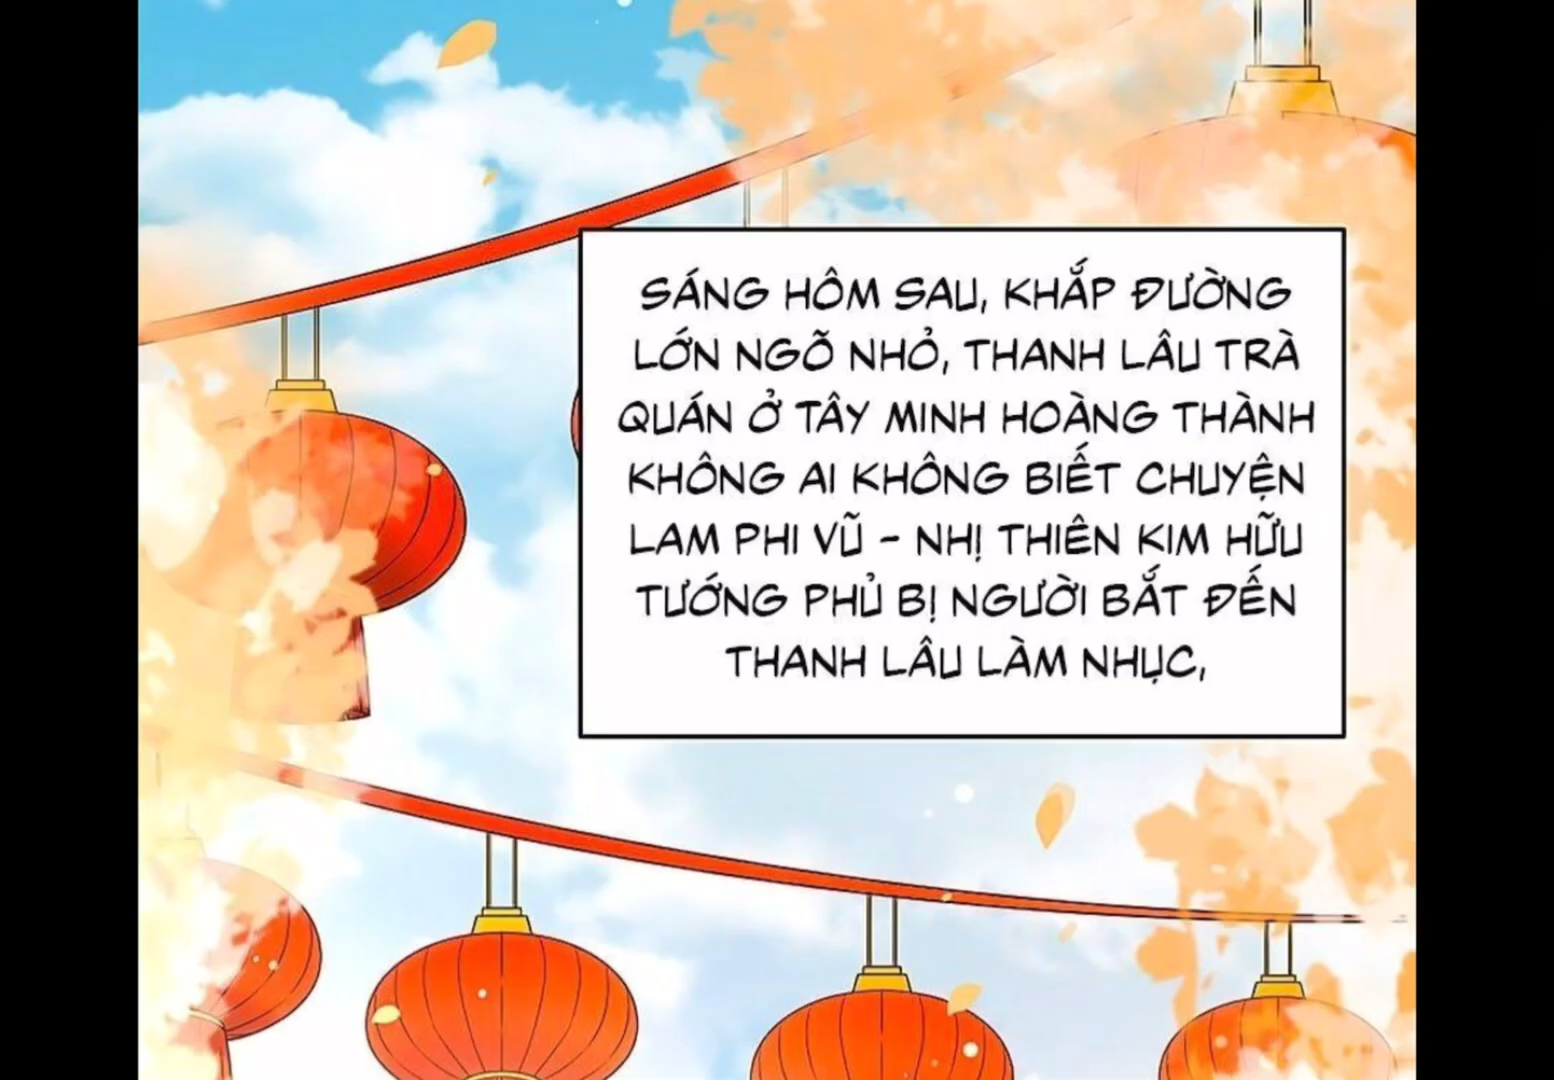 SÁNG HÔM SAU, KHẮP ĐƯỜNG
LỚN NGÕ NHỎ, THANH LÂU TRÀ
QUÁN Ở TÂY MINH HOÀNG THÀNH
KHÔNG AI KHÔNG BIẾT CHUYỆN
LAM PHI VŨ - NHỊ THIÊN KIM HỮU
TƯỚNG PHỦ BỊ NGƯỜI BẮT ĐẾN
THANH LÂU LÀM NHỤC,